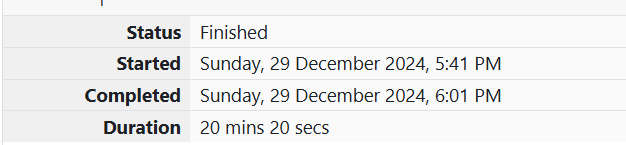 Status Finished
Started Sunday, 29 December 2024, 5:41 PM
Completed Sunday, 29 December 2024, 6:01 PM
Duration 20 mins 20 secs